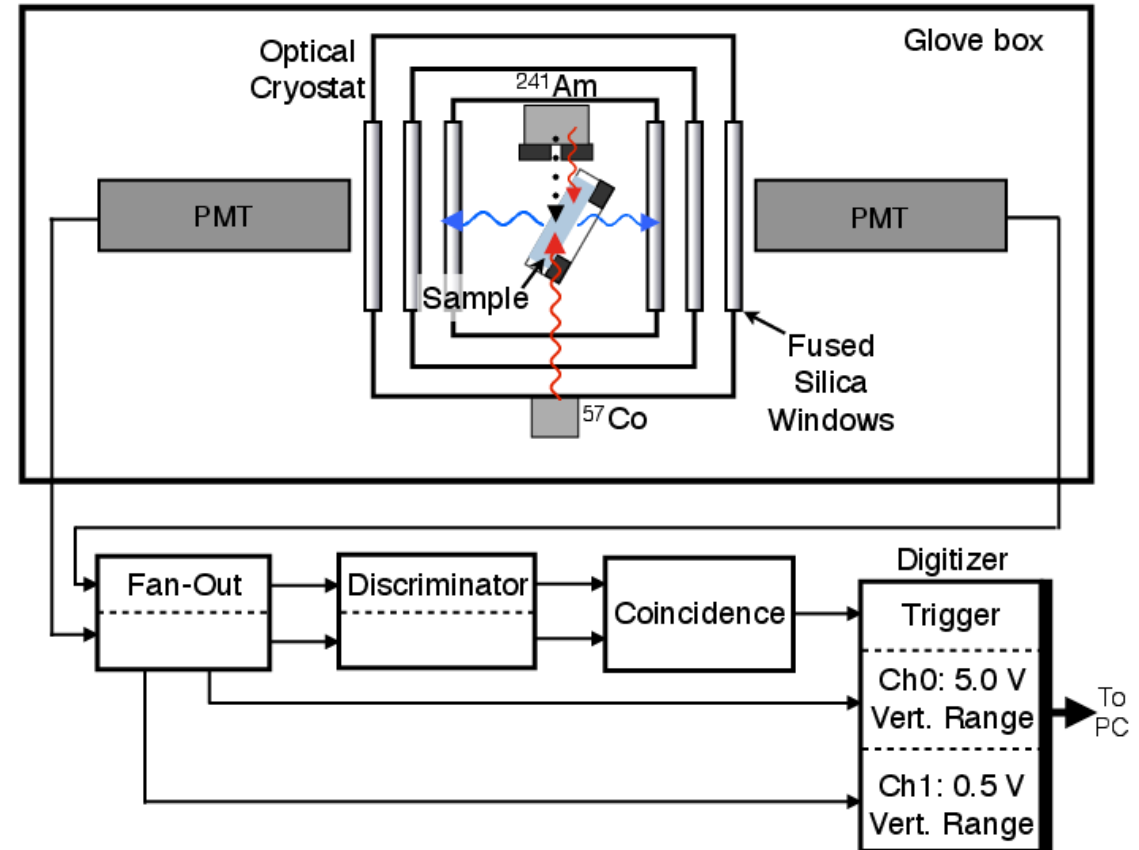 Glove box
Optical
Cryostat
241Am
PMT
PMT
Sample
Fused
Silica
Windows
57Co
Digitizer
Fan-Out
Discriminator
Coincidence
Trigger
Ch0: 5.0 V
Vert. Range
To
PC
Ch1: 0.5 V
Vert. Range